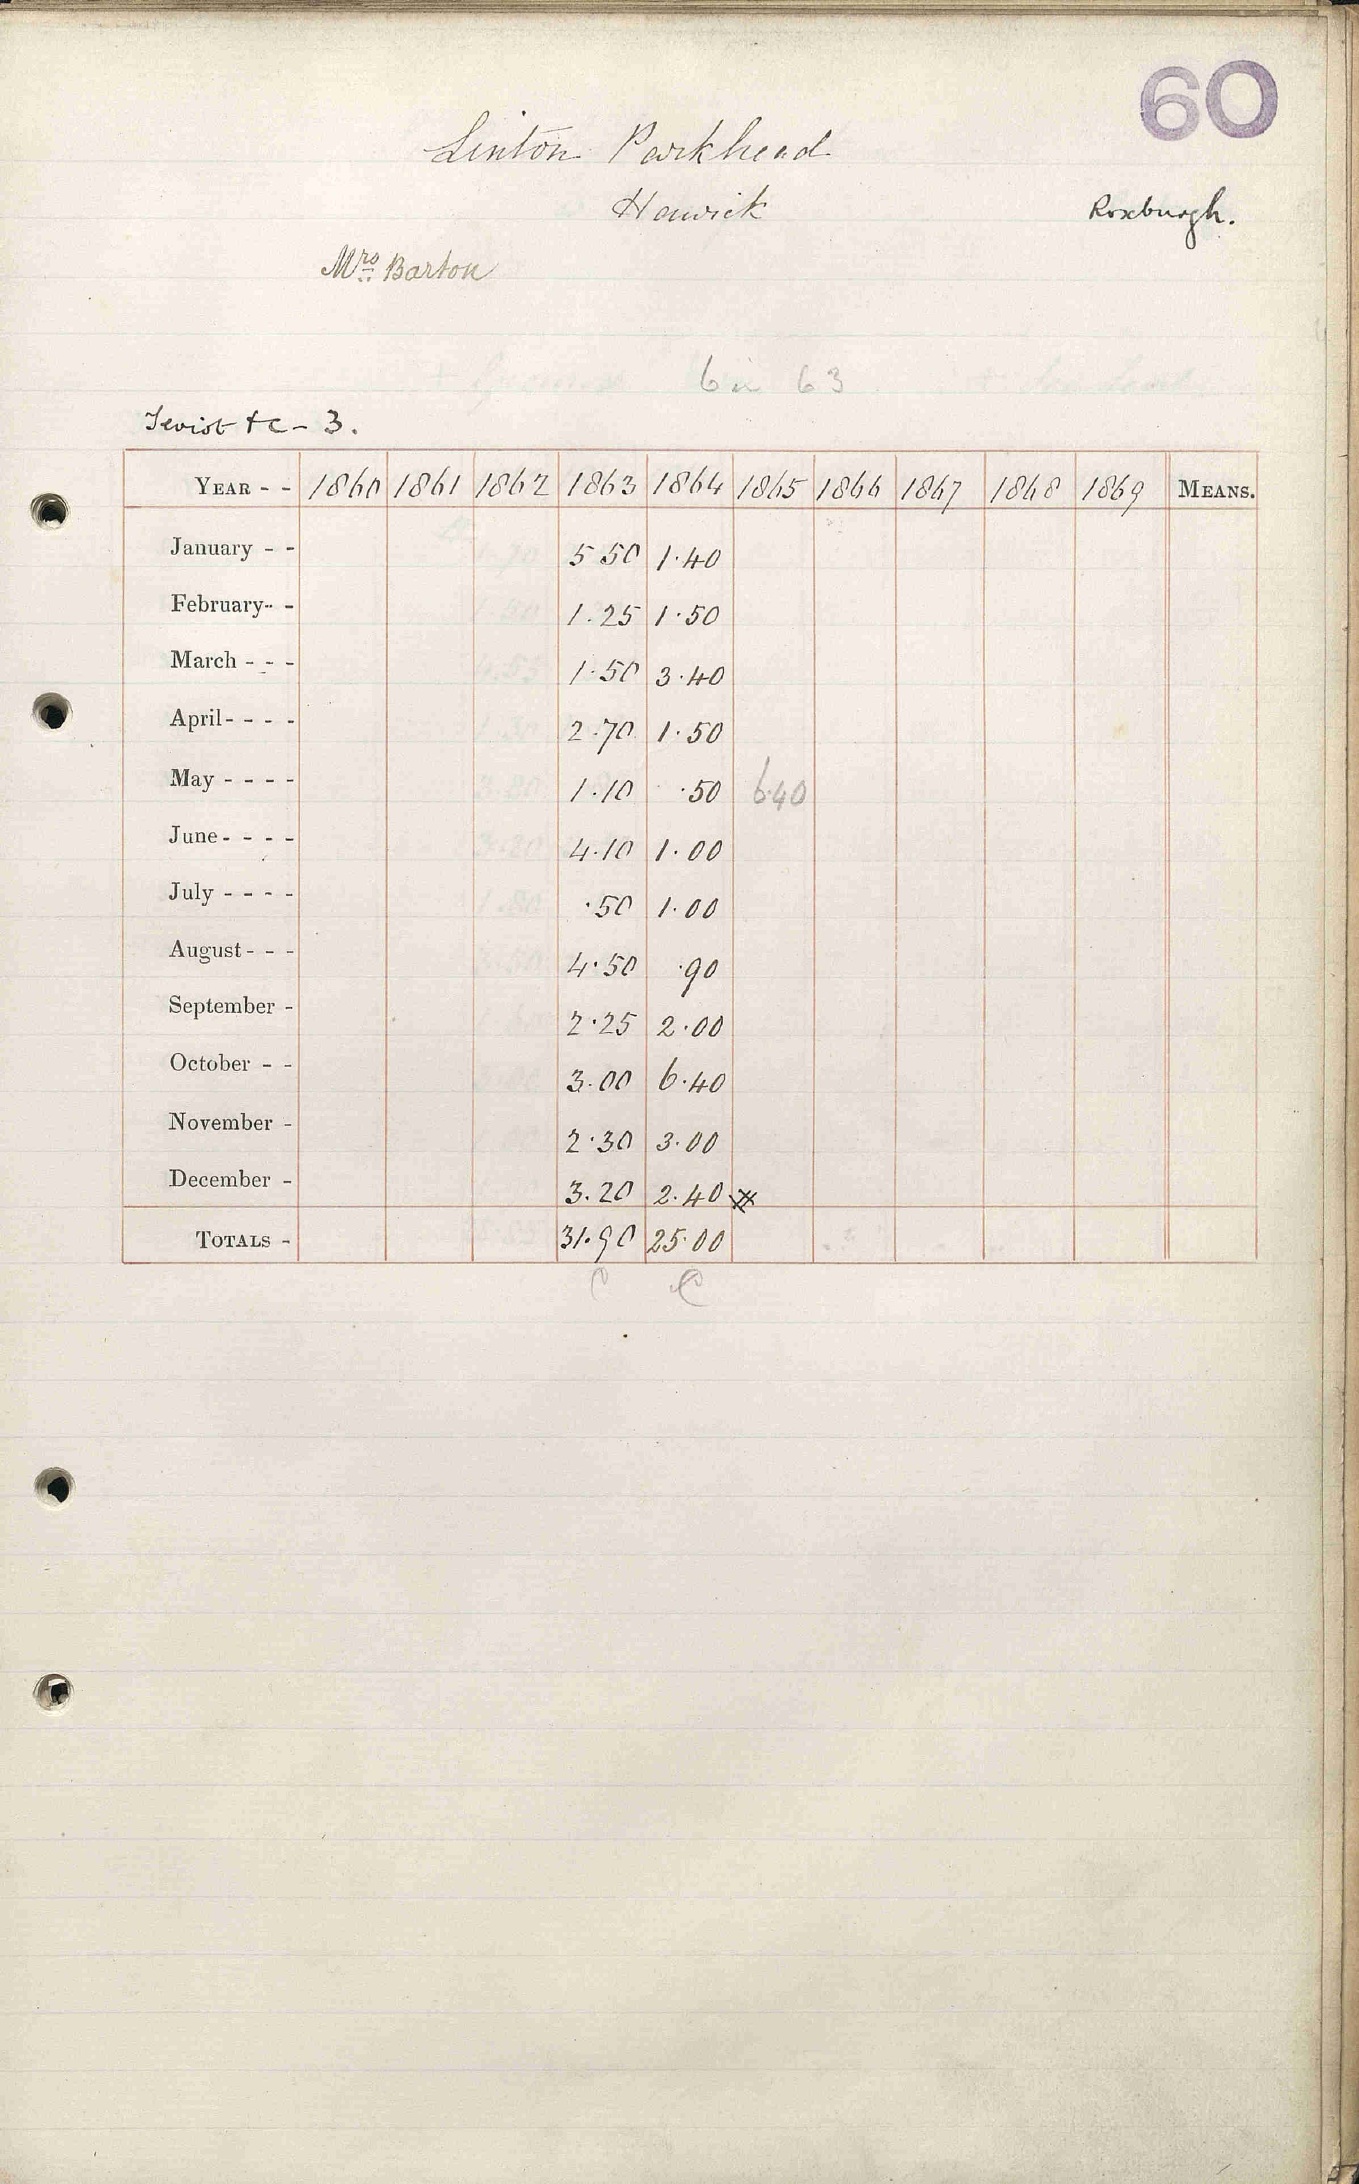 60
Linton Parkhead
Hawick
Roxburgh.
Mrs Barton
6 in 63
Teviot &c - 3.
YEAR - - 1860 1861 1862 1863 1864 1865 1866 1867 1868 1869 MEANS.
January - - 5 50 1.40
February - - 1.25 1.50
March - - - 1.50 3.40
April - - - - 2.70 1.50
May - - - - 1.10 .50 6.40
June - - - - 4.10 1.00
July - - - - .50 1.00
August - - - 4.50 .90
September - 2.25 2.00
October - - 3.00 6.40
November - 2.30 3.00
December - 3.20 2.40
TOTALS - 31.90 25.00
C C